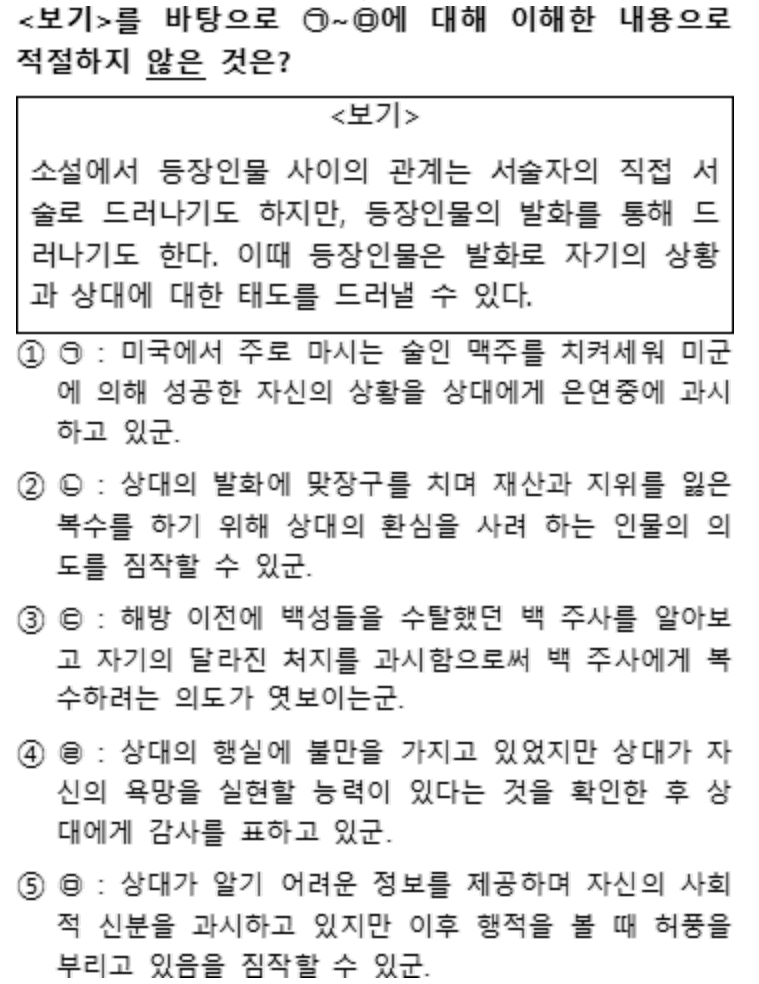 <보기>를 바탕으로 ㉠~㉤에 대해 이해한 내용으로
적절하지 않은 것은?
<보기>
소설에서 등장인물 사이의 관계는 서술자의 직접 서
술로 드러나기도 하지만, 등장인물의 발화를 통해 드
러나기도 한다. 이때 등장인물은 발화로 자기의 상황
과 상대에 대한 태도를 드러낼 수 있다.
① ㉠ : 미국에서 주로 마시는 술인 맥주를 치켜세워 미군
에 의해 성공한 자신의 상황을 상대에게 은연중에 과시
하고 있군.
② ㉡ : 상대의 발화에 맞장구를 치며 재산과 지위를 잃은
복수를 하기 위해 상대의 환심을 사려 하는 인물의 의
도를 짐작할 수 있군.
③ ㉢ : 해방 이전에 백성들을 수탈했던 백 주사를 알아보
고 자기의 달라진 처지를 과시함으로써 백 주사에게 복
수하려는 의도가 엿보이는군.
④ ㉣ : 상대의 행실에 불만을 가지고 있었지만 상대가 자
신의 욕망을 실현할 능력이 있다는 것을 확인한 후 상
대에게 감사를 표하고 있군.
⑤ ㉤ : 상대가 알기 어려운 정보를 제공하며 자신의 사회
적 신분을 과시하고 있지만 이후 행적을 볼 때 허풍을
부리고 있음을 짐작할 수 있군.